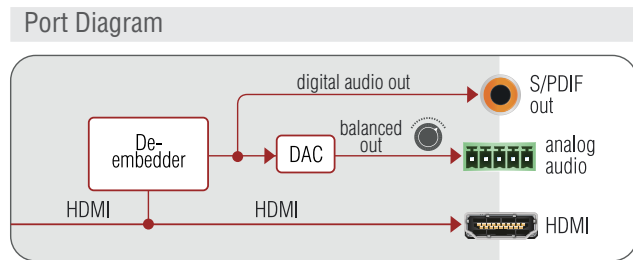 Port Diagram
digital audio out
S/PDIF
out
De-
embedder
DAC
balanced
out
analog
audio
HDMI
HDMI
HDMI